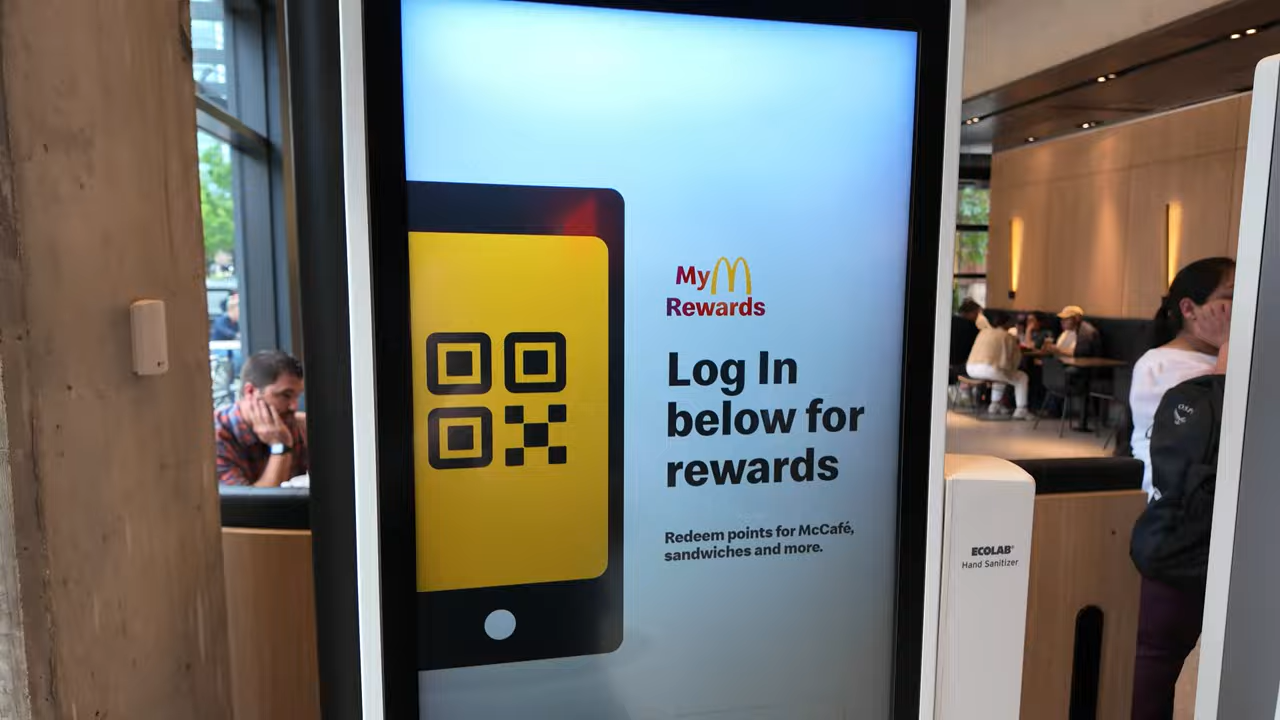 My
Rewards
Log In
below for
rewards
Redeem points for McCafé,
sandwiches and more.
ECOLAB®
Hand Sanitizer